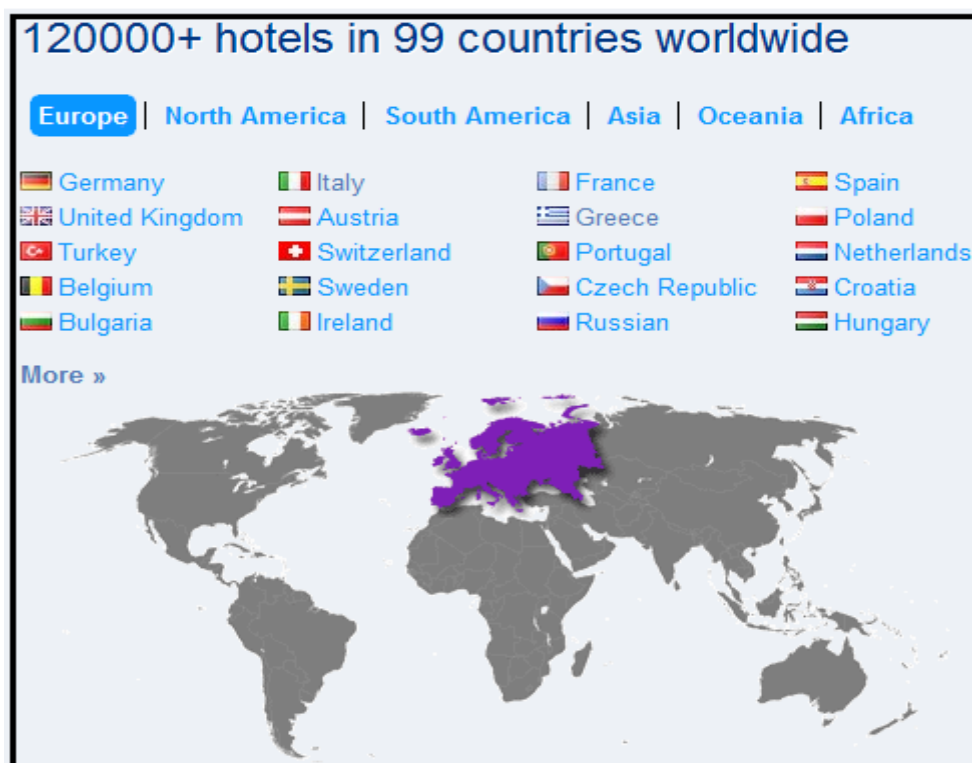 120000+ hotels in 99 countries worldwide
Europe | North America | South America | Asia | Oceania | Africa
Germany Italy France Spain
United Kingdom Austria Greece Poland
Turkey Switzerland Portugal Netherlands
Belgium Sweden Czech Republic Croatia
Bulgaria Ireland Russian Hungary
More »